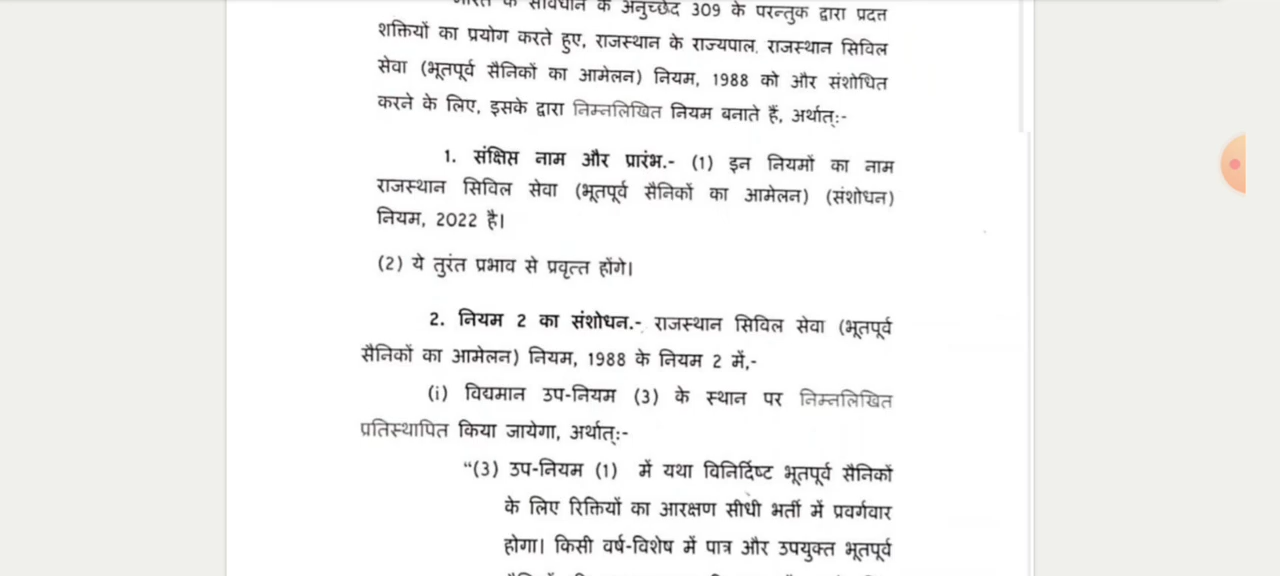 के संविधान के अनुच्छेद 309 के परन्तुक द्वारा प्रदत्त
शक्तियों का प्रयोग करते हुए, राजस्थान के राज्यपाल, राजस्थान सिविल
सेवा (भूतपूर्व सैनिकों का आमेलन) नियम, 1988 को और संशोधित
करने के लिए, इसके द्वारा निम्नलिखित नियम बनाते हैं, अर्थात्:-
1. संक्षिप्त नाम और प्रारंभ.- (1) इन नियमों का नाम
राजस्थान सिविल सेवा (भूतपूर्व सैनिकों का आमेलन) (संशोधन)
नियम, 2022 है।
(2) ये तुरंत प्रभाव से प्रवृत्त होंगे।
2. नियम 2 का संशोधन.- राजस्थान सिविल सेवा (भूतपूर्व
सैनिकों का आमेलन) नियम, 1988 के नियम 2 में,-
(i) विद्यमान उप-नियम (3) के स्थान पर निम्नलिखित
प्रतिस्थापित किया जायेगा, अर्थात्:-
“(3) उप-नियम (1) में यथा विनिर्दिष्ट भूतपूर्व सैनिकों
के लिए रिक्तियों का आरक्षण सीधी भर्ती में प्रवर्गवार
होगा। किसी वर्ष-विशेष में पात्र और उपयुक्त भूतपूर्व